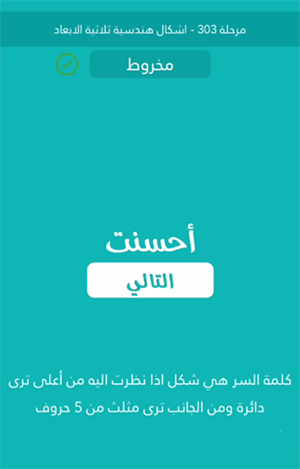 مرحلة 303 - اشكال هندسية ثلاثية الابعاد
مخروط
أحسنت
التالي
كلمة السر هي شكل اذا نظرت اليه من أعلى ترى
دائرة ومن الجانب ترى مثلث من 5 حروف
.